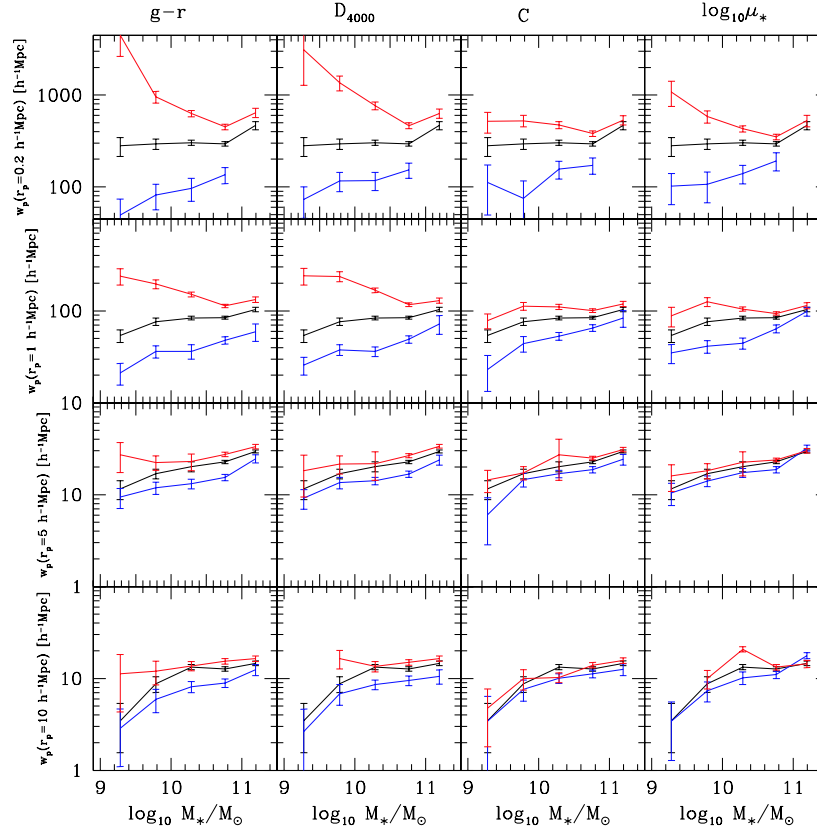 g−r D₄₀₀₀ C log₁₀μ*
wₚ(rₚ=0.2 h⁻¹Mpc) [h⁻¹Mpc)
1000
100
wₚ(rₚ=1 h⁻¹Mpc) [h⁻¹Mpc)
100
10
wₚ(rₚ=5 h⁻¹Mpc) [h⁻¹Mpc)
10
1
wₚ(rₚ=10 h⁻¹Mpc) [h⁻¹Mpc)
10
1
9 10 11 9 10 11 9 10 11 9 10 11
log₁₀ M*/M☉ log₁₀ M*/M☉ log₁₀ M*/M☉ log₁₀ M*/M☉